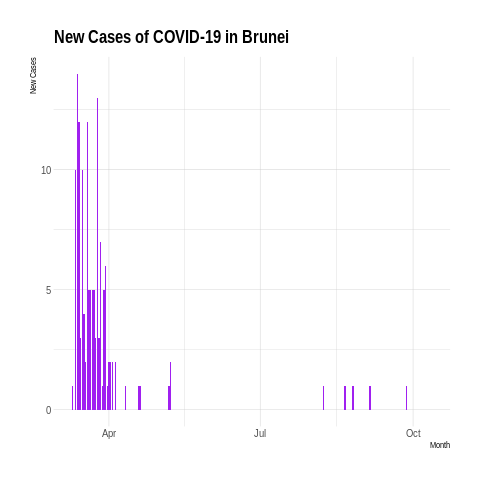 New Cases of COVID-19 in Brunei
New Cases
10
5
0
Apr
Jul
Oct
Month